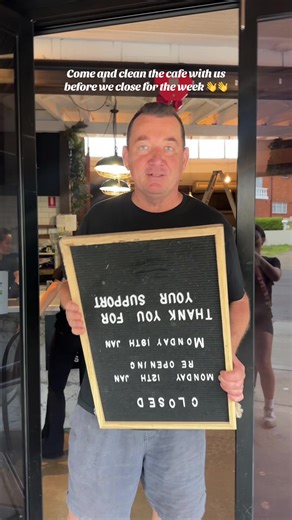 Come and clean the cafe with us
before we close for the week 👋👋
CLOSED
MONDAY 12TH JAN
RE OPENING
MONDAY 19TH JAN
THANK YOU FOR
YOUR SUPPORT